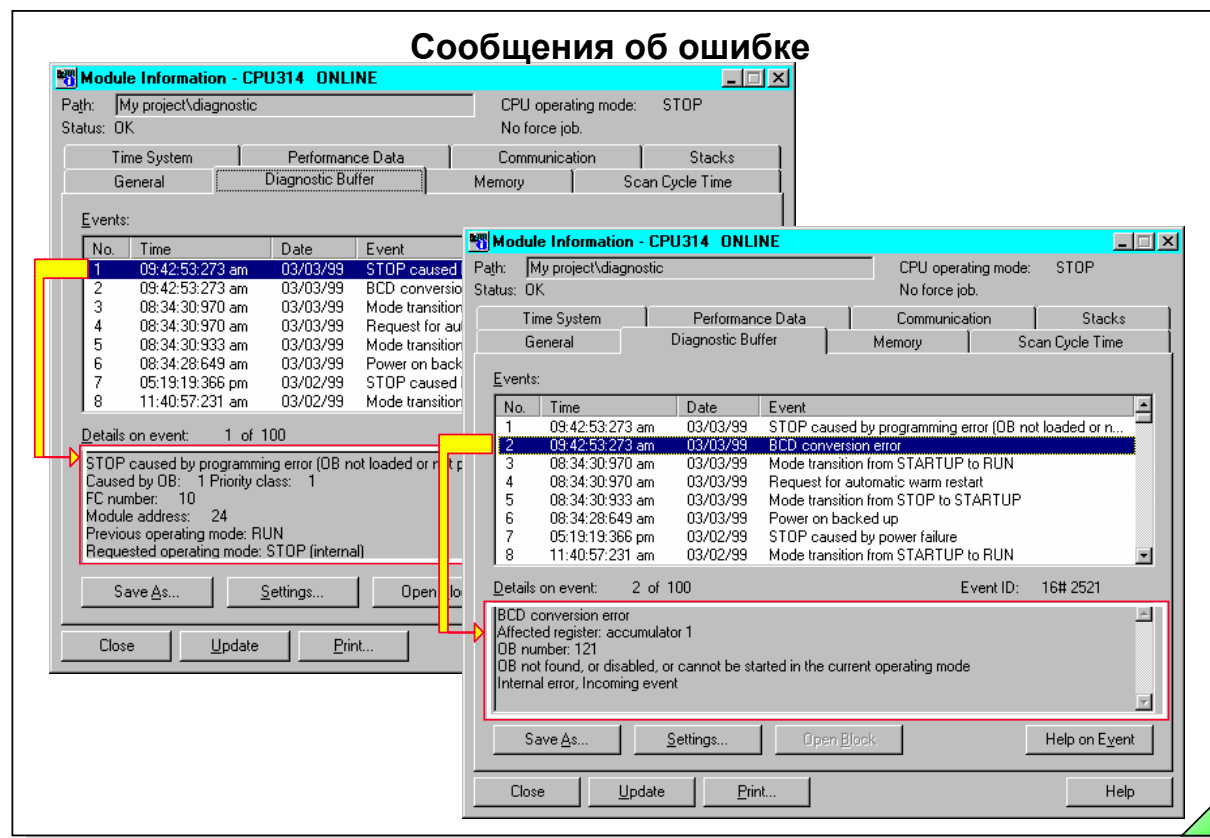 Сообщения об ошибке
Module Information - CPU314 ONLINE
Path: My project\diagnostic
CPU operating mode: STOP
Status: OK
No force job.
Time System Performance Data Communication Stacks
General Diagnostic Buffer Memory Scan Cycle Time
Events:
No. Time Date Event
1 09:42:53:273 am 03/03/99 STOP caused
2 09:42:53:273 am 03/03/99 BCD conversio
3 08:34:30:970 am 03/03/99 Mode transition
4 08:34:30:970 am 03/03/99 Request for au
5 08:34:30:933 am 03/03/99 Mode transition
6 08:34:28:649 am 03/03/99 Power on back
7 05:19:19:366 pm 03/02/99 STOP caused
8 11:40:57:231 am 03/02/99 Mode transition
Details on event: 1 of 100
STOP caused by programming error (OB not loaded or not p
Caused by OB: 1 Priority class: 1
FC number: 10
Module address: 24
Previous operating mode: RUN
Requested operating mode: STOP (internal)
Save As... Settings... Open
Close Update Print...
Module Information - CPU314 ONLINE
Path: My project\diagnostic
CPU operating mode: STOP
Status: OK
No force job.
Time System Performance Data Communication Stacks
General Diagnostic Buffer Memory Scan Cycle Time
Events:
No. Time Date Event
1 09:42:53:273 am 03/03/99 STOP caused by programming error (OB not loaded or n...
2 09:42:53:273 am 03/03/99 BCD conversion error
3 08:34:30:970 am 03/03/99 Mode transition from STARTUP to RUN
4 08:34:30:970 am 03/03/99 Request for automatic warm restart
5 08:34:30:933 am 03/03/99 Mode transition from STOP to STARTUP
6 08:34:28:649 am 03/03/99 Power on backed up
7 05:19:19:366 pm 03/02/99 STOP caused by power failure
8 11:40:57:231 am 03/02/99 Mode transition from STARTUP to RUN
Details on event: 2 of 100 Event ID: 16# 2521
BCD conversion error
Affected register: accumulator 1
OB number: 121
OB not found, or disabled, or cannot be started in the current operating mode
Internal error, Incoming event
Save As... Settings... Open Block Help on Event
Close Update Print... Help